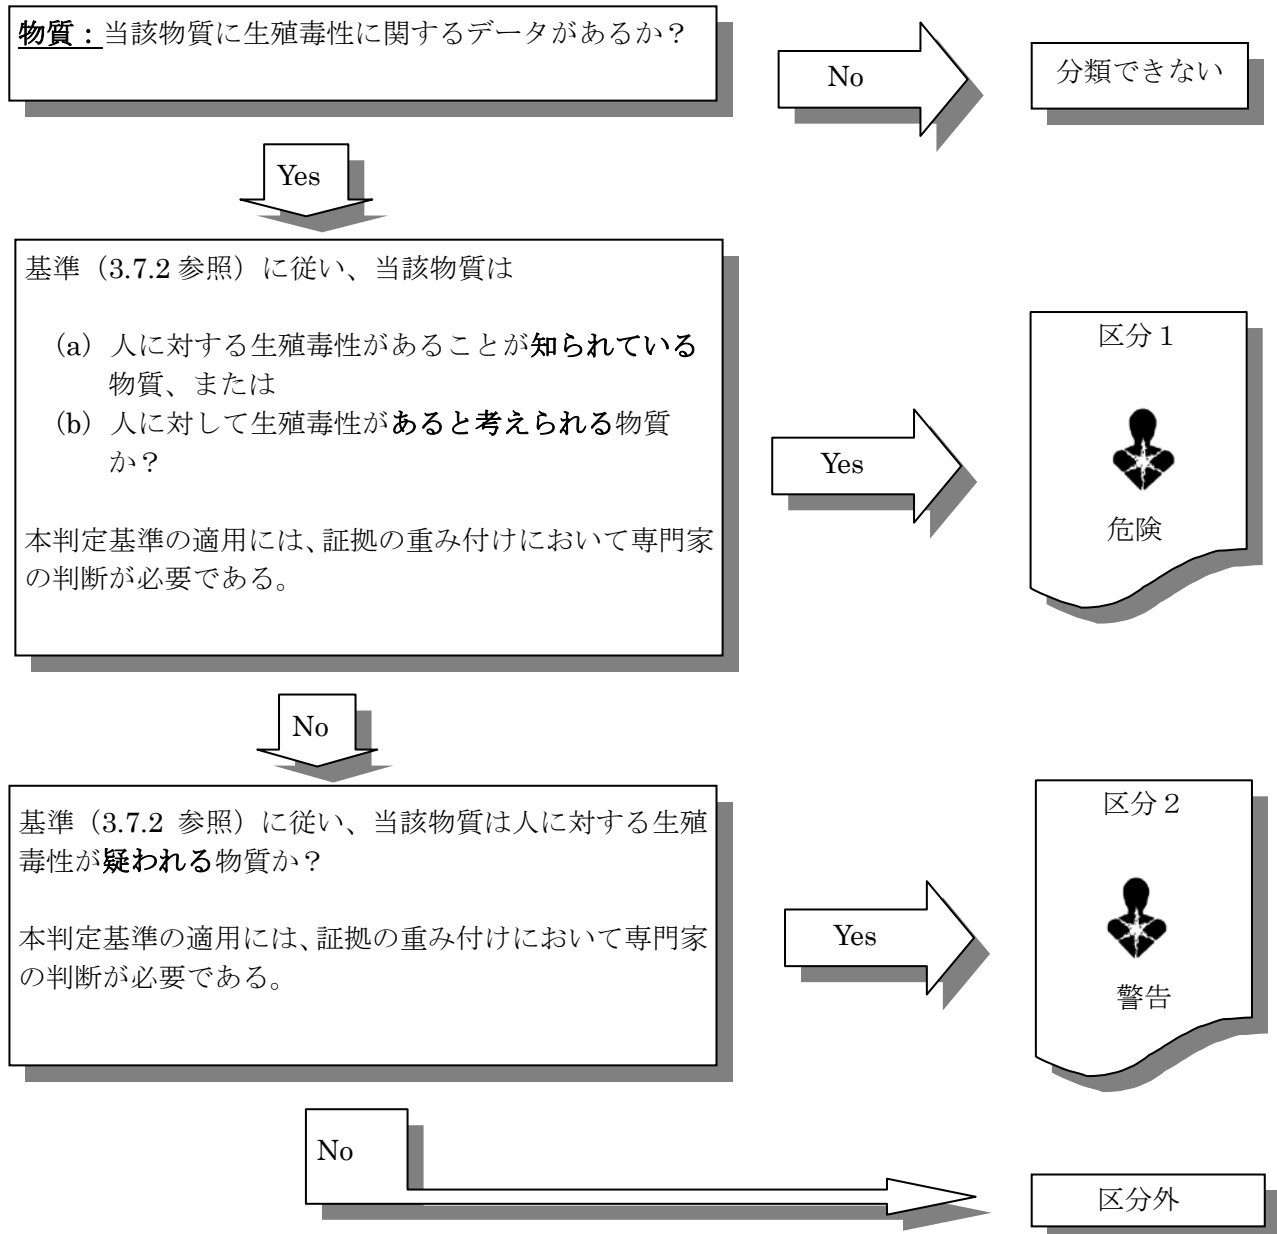 物質：当該物質に生殖毒性に関するデータがあるか？
No
分類できない
Yes
基準（3.7.2 参照）に従い、当該物質は
(a) 人に対する生殖毒性があることが知られている
物質、または
(b) 人に対して生殖毒性があると考えられる物質
か？
本判定基準の適用には、証拠の重み付けにおいて専門家
の判断が必要である。
Yes
区分１
危険
No
基準（3.7.2 参照）に従い、当該物質は人に対する生殖
毒性が疑われる物質か？
本判定基準の適用には、証拠の重み付けにおいて専門家
の判断が必要である。
Yes
区分２
警告
No
区分外